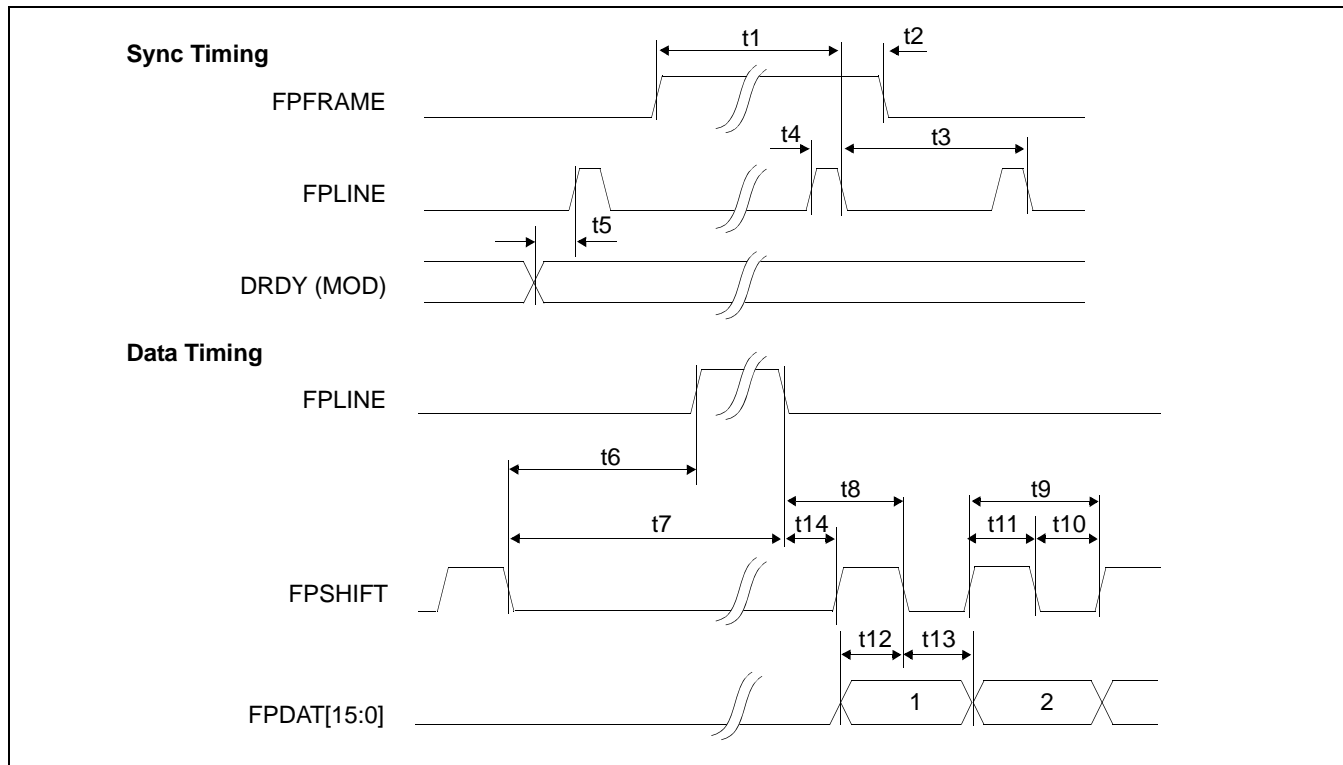 Sync Timing
t1
t2
FPFRAME
t4
t3
FPLINE
t5
DRDY (MOD)
Data Timing
FPLINE
t6
t8
t9
t7
t14
t11
t10
FPSHIFT
t12
t13
FPDAT[15:0]
1
2